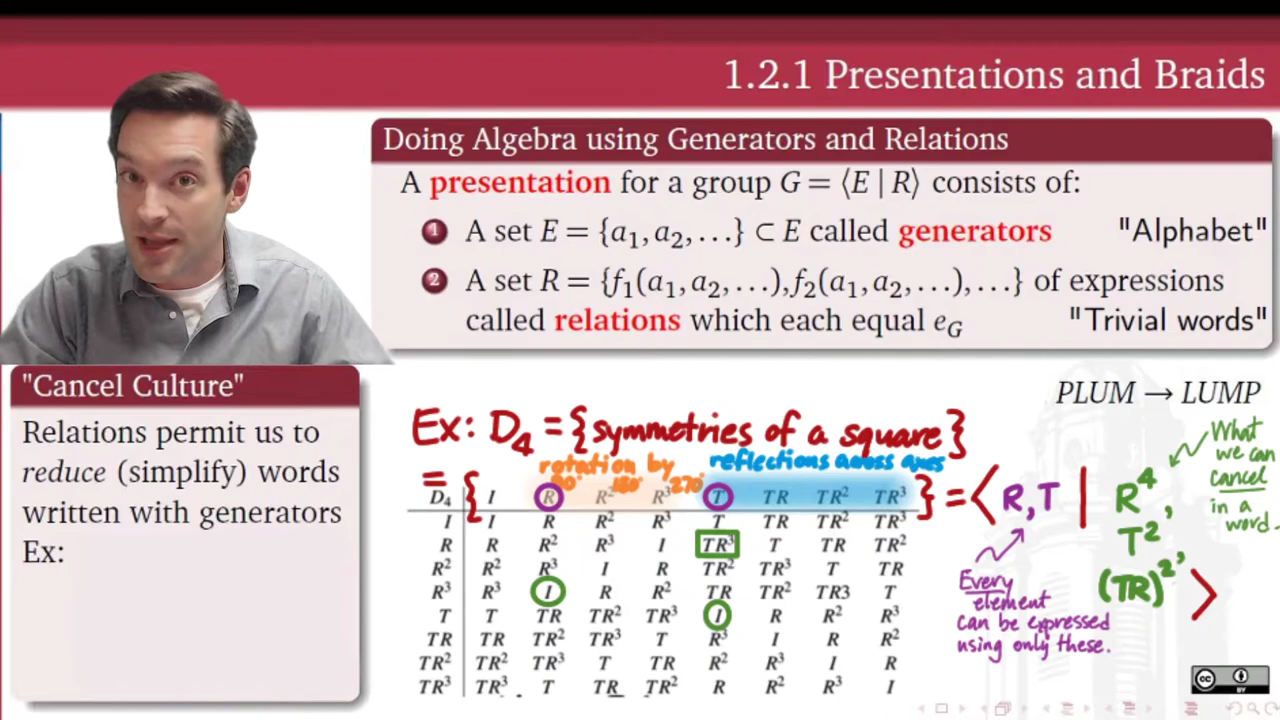 1.2.1 Presentations and Braids
Doing Algebra using Generators and Relations
A presentation for a group G = ⟨E | R⟩ consists of:
1 A set E = {a₁, a₂, …} ⊂ E called generators "Alphabet"
2 A set R = {f₁(a₁, a₂, …), f₂(a₁, a₂, …), …} of expressions
called relations which each equal e_G "Trivial words"
"Cancel Culture"
Relations permit us to
reduce (simplify) words
written with generators
Ex:
PLUM → LUMP
Ex: D₄ = {symmetries of a square}
rotation by 90° 180° 270°
reflections across axes
= {
D₄ I R R² R³ T TR TR² TR³
I I R R² R³ T TR TR² TR³
R R R² R³ I TR³ T TR TR²
R² R² R³ I R TR² TR³ T TR
R³ R³ I R R² TR TR² TR3 T
T T TR TR² TR³ I R R² R³
TR TR TR² TR³ T R³ I R R²
TR² TR² TR³ T TR R² R³ I R
TR³ TR³ T TR TR² R R² R³ I
} = ⟨ R, T | R⁴,
T²,
(TR)², ⟩
What
we can
cancel
in a
word.
Every
element
can be expressed
using only these.
cc BY